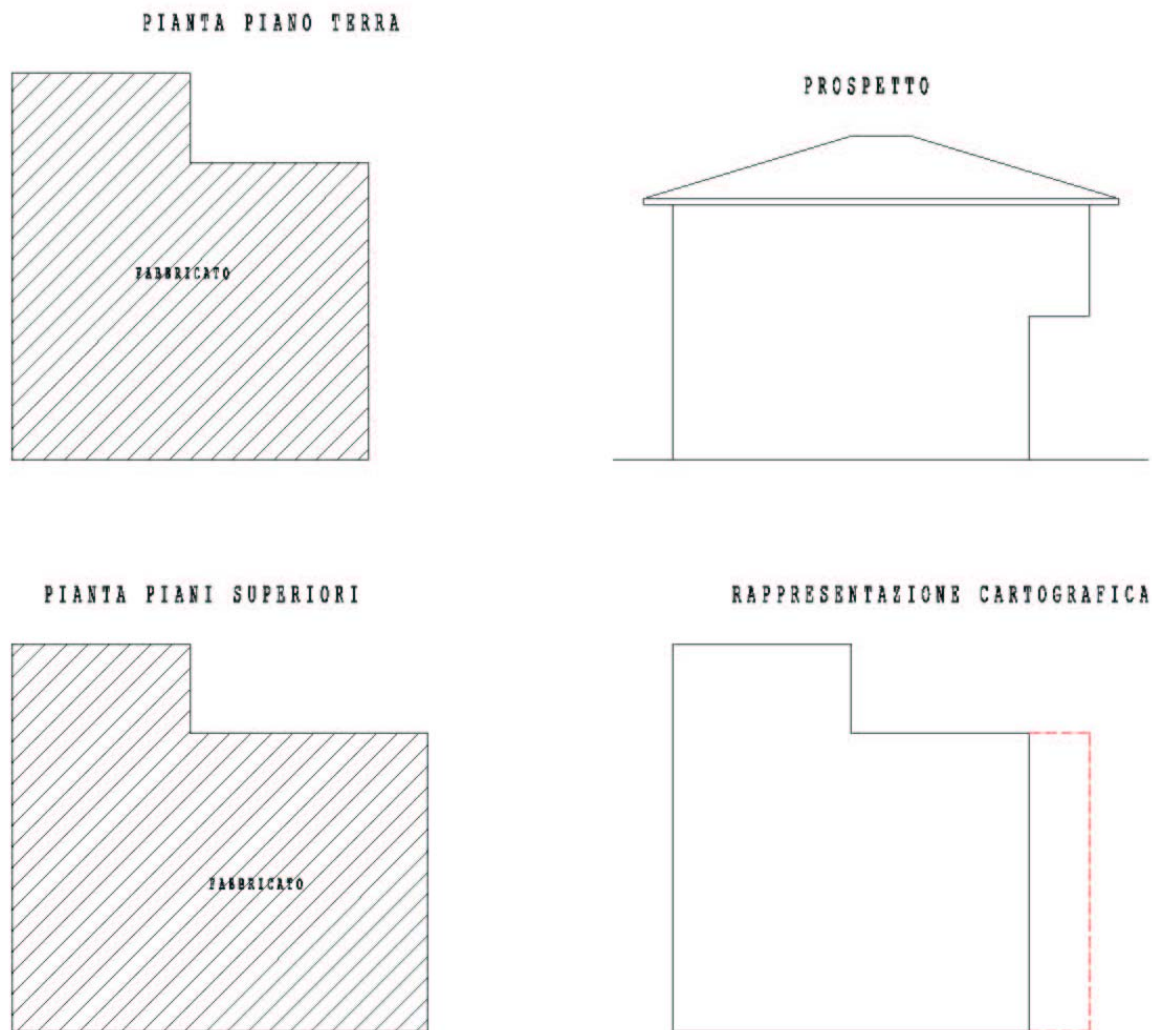 PIANTA PIANO TERRA
PROSPETTO
FABBRICATO
PIANTA PIANI SUPERIORI
RAPPRESENTAZIONE CARTOGRAFICA
FABBRICATO